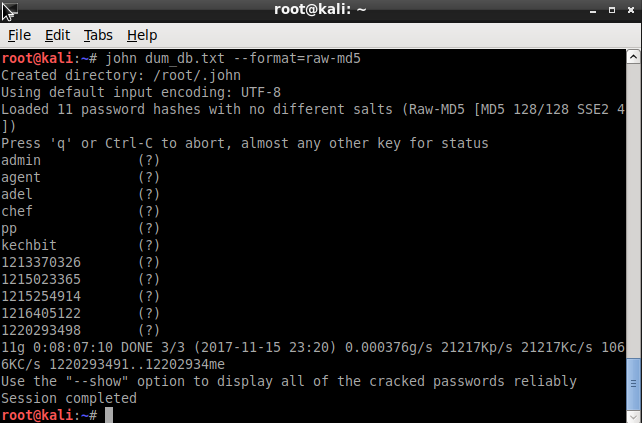 root@kali: ~
File Edit Tabs Help
root@kali:~# john dum_db.txt --format=raw-md5
Created directory: /root/.john
Using default input encoding: UTF-8
Loaded 11 password hashes with no different salts (Raw-MD5 [MD5 128/128 SSE2 4
])
Press 'q' or Ctrl-C to abort, almost any other key for status
admin            (?)
agent            (?)
adel             (?)
chef             (?)
pp               (?)
kechbit          (?)
1213370326       (?)
1215023365       (?)
1215254914       (?)
1216405122       (?)
1220293498       (?)
11g 0:08:07:10 DONE 3/3 (2017-11-15 23:20) 0.000376g/s 21217Kp/s 21217Kc/s 106
6KC/s 1220293491..12202934me
Use the "--show" option to display all of the cracked passwords reliably
Session completed
root@kali:~#